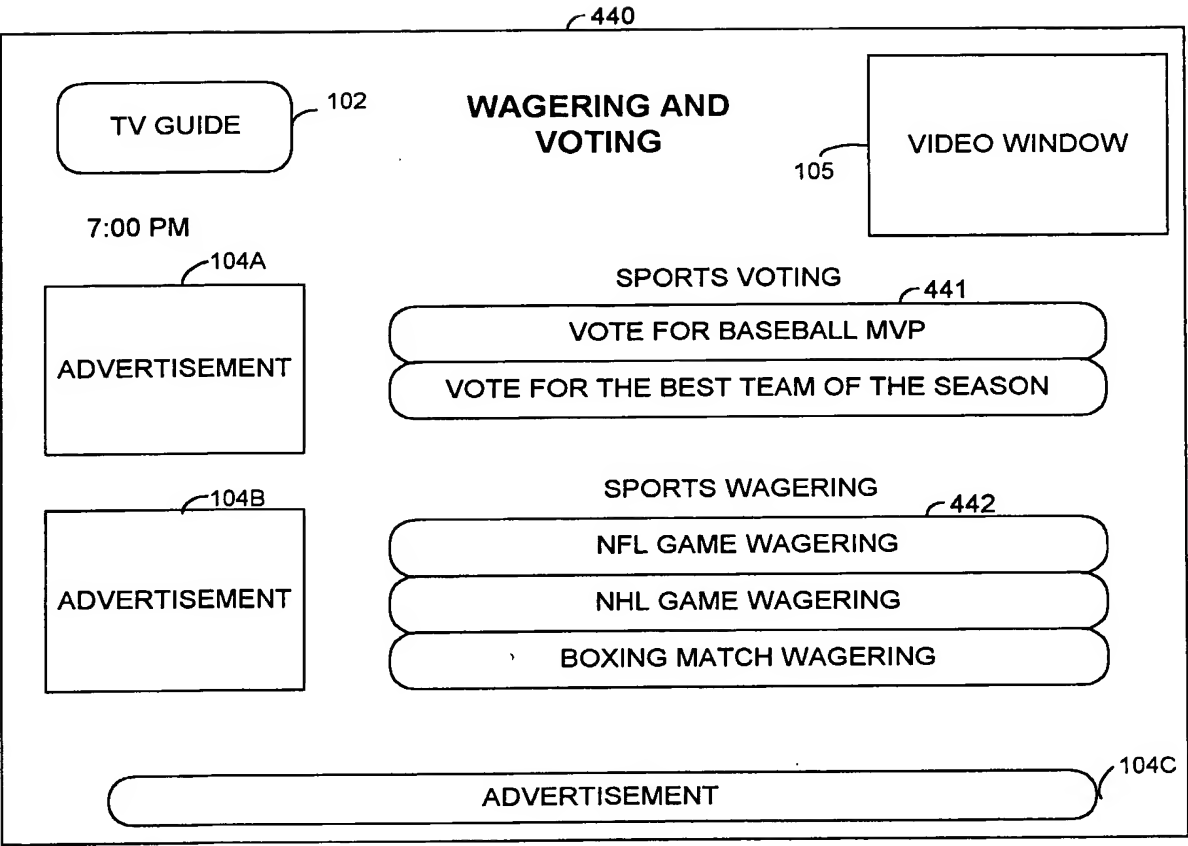 440
TV GUIDE
102
WAGERING AND
VOTING
VIDEO WINDOW
105
7:00 PM
104A
ADVERTISEMENT
SPORTS VOTING
441
VOTE FOR BASEBALL MVP
VOTE FOR THE BEST TEAM OF THE SEASON
104B
ADVERTISEMENT
SPORTS WAGERING
442
NFL GAME WAGERING
NHL GAME WAGERING
BOXING MATCH WAGERING
ADVERTISEMENT
104C